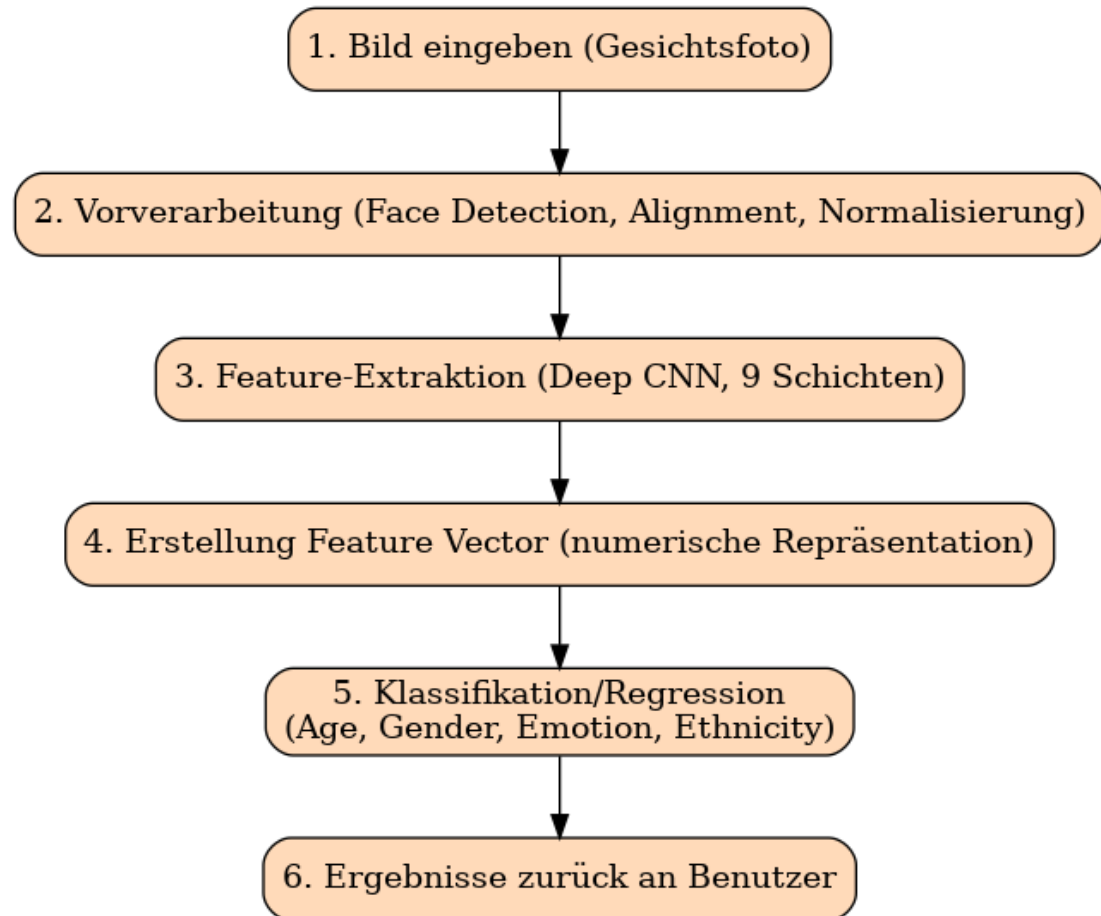 1. Bild eingeben (Gesichtsfoto)
2. Vorverarbeitung (Face Detection, Alignment, Normalisierung)
3. Feature-Extraktion (Deep CNN, 9 Schichten)
4. Erstellung Feature Vector (numerische Repräsentation)
5. Klassifikation/Regression
(Age, Gender, Emotion, Ethnicity)
6. Ergebnisse zurück an Benutzer